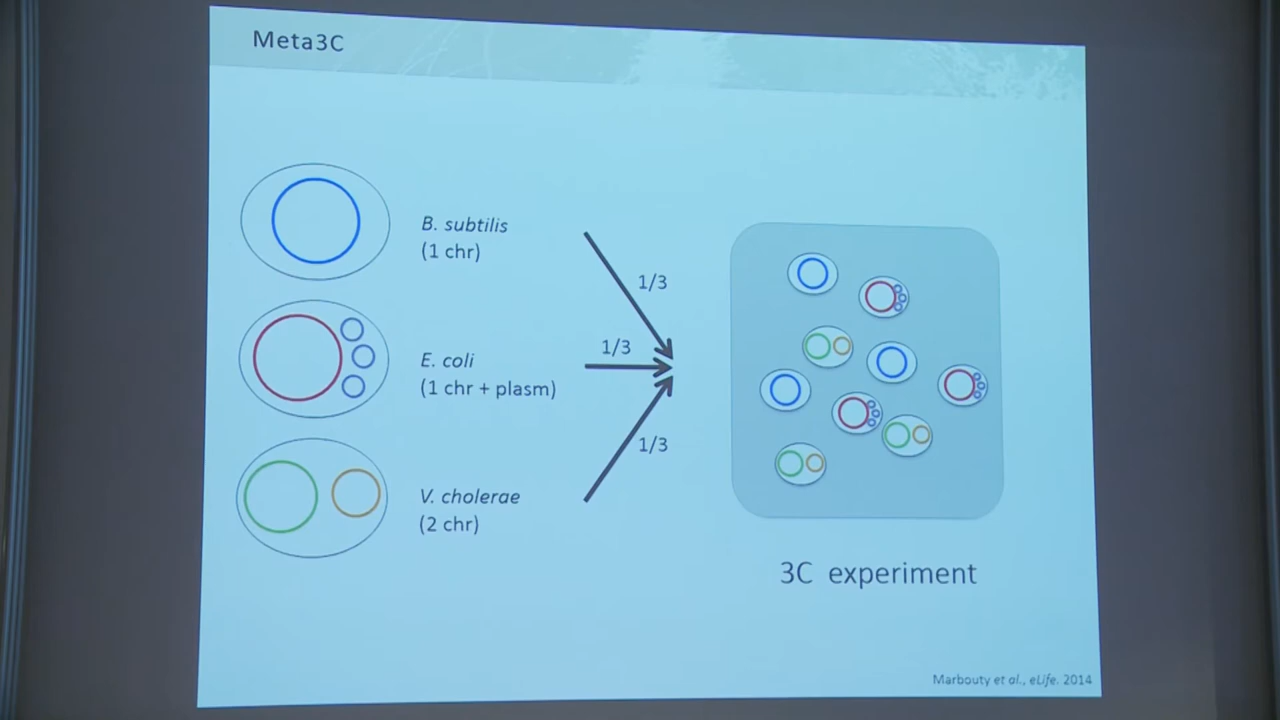 Meta3C
B. subtilis
(1 chr)
1/3
1/3
E. coli
(1 chr + plasm)
1/3
V. cholerae
(2 chr)
3C experiment
Marbouty et al., eLife. 2014